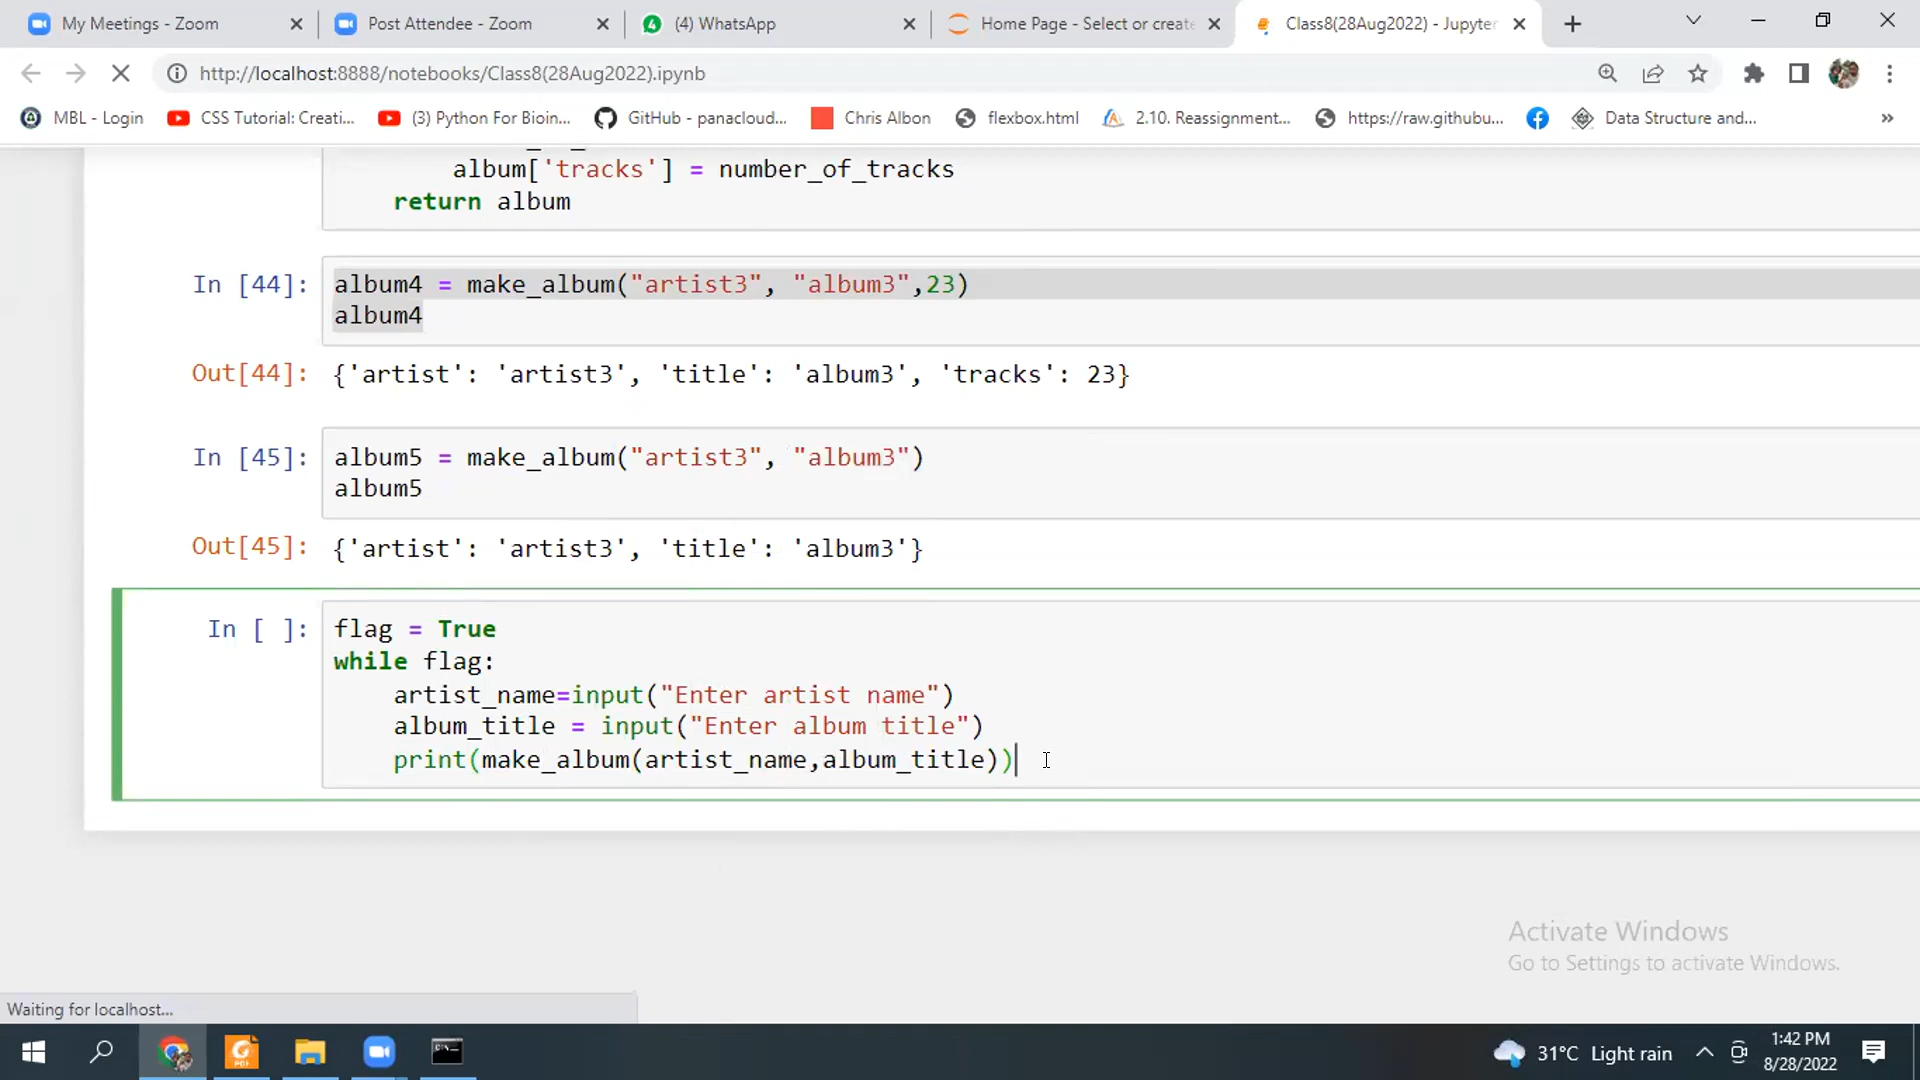 My Meetings - Zoom
Post Attendee - Zoom
(4) WhatsApp
Home Page - Select or create
Class8(28Aug2022) - Jupyter
http://localhost:8888/notebooks/Class8(28Aug2022).ipynb
MBL - Login
CSS Tutorial: Creati...
(3) Python For Bioin...
GitHub - panacloud...
Chris Albon
flexbox.html
2.10. Reassignment...
https://raw.githubu...
Data Structure and...
»
album['tracks'] = number_of_tracks
return album
In [44]: album4 = make_album("artist3", "album3",23)
album4
Out[44]: {'artist': 'artist3', 'title': 'album3', 'tracks': 23}
In [45]: album5 = make_album("artist3", "album3")
album5
Out[45]: {'artist': 'artist3', 'title': 'album3'}
In [ ]: flag = True
while flag:
artist_name=input("Enter artist name")
album_title = input("Enter album title")
print(make_album(artist_name,album_title))
Activate Windows
Go to Settings to activate Windows.
Waiting for localhost...
31°C Light rain
1:42 PM
8/28/2022